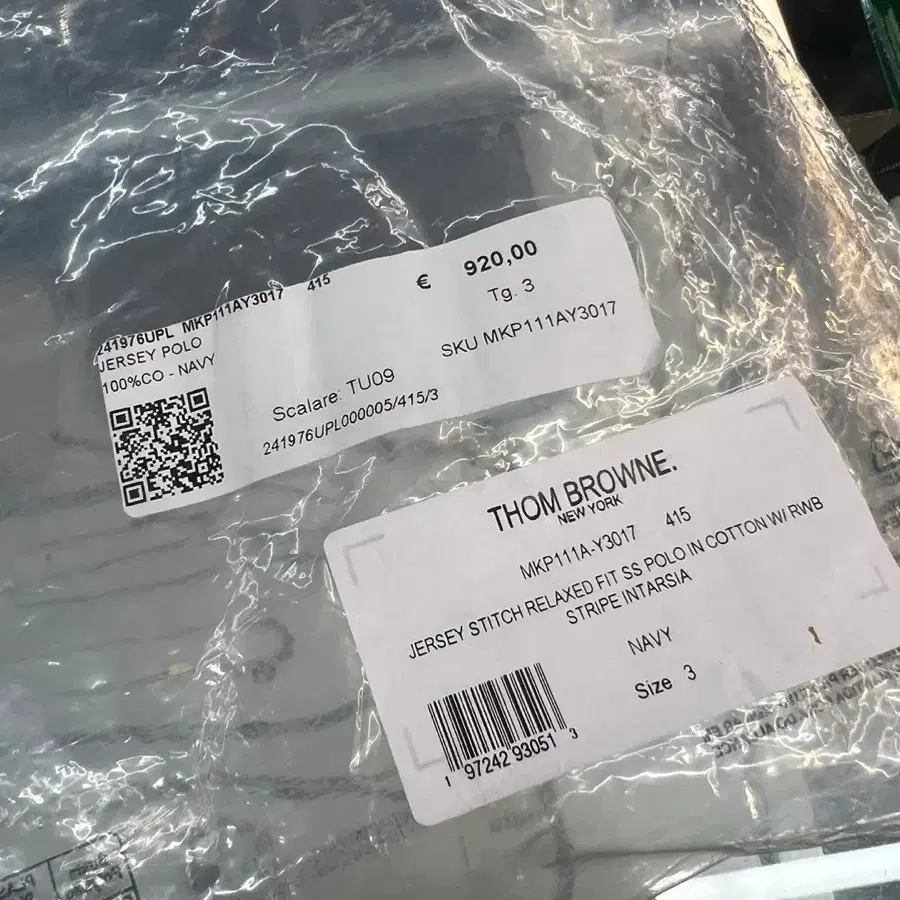 241976UPL MKP111AY3017 415
JERSEY POLO
100%CO - NAVY
€ 920,00
Tg. 3
SKU MKP111AY3017
Scalare: TU09
241976UPL000005/415/3
THOM BROWNE.
NEW YORK
MKP111A-Y3017 415
JERSEY STITCH RELAXED FIT SS POLO IN COTTON W/ RWB
STRIPE INTARSIA
NAVY
Size 3
1 97242 93051 3